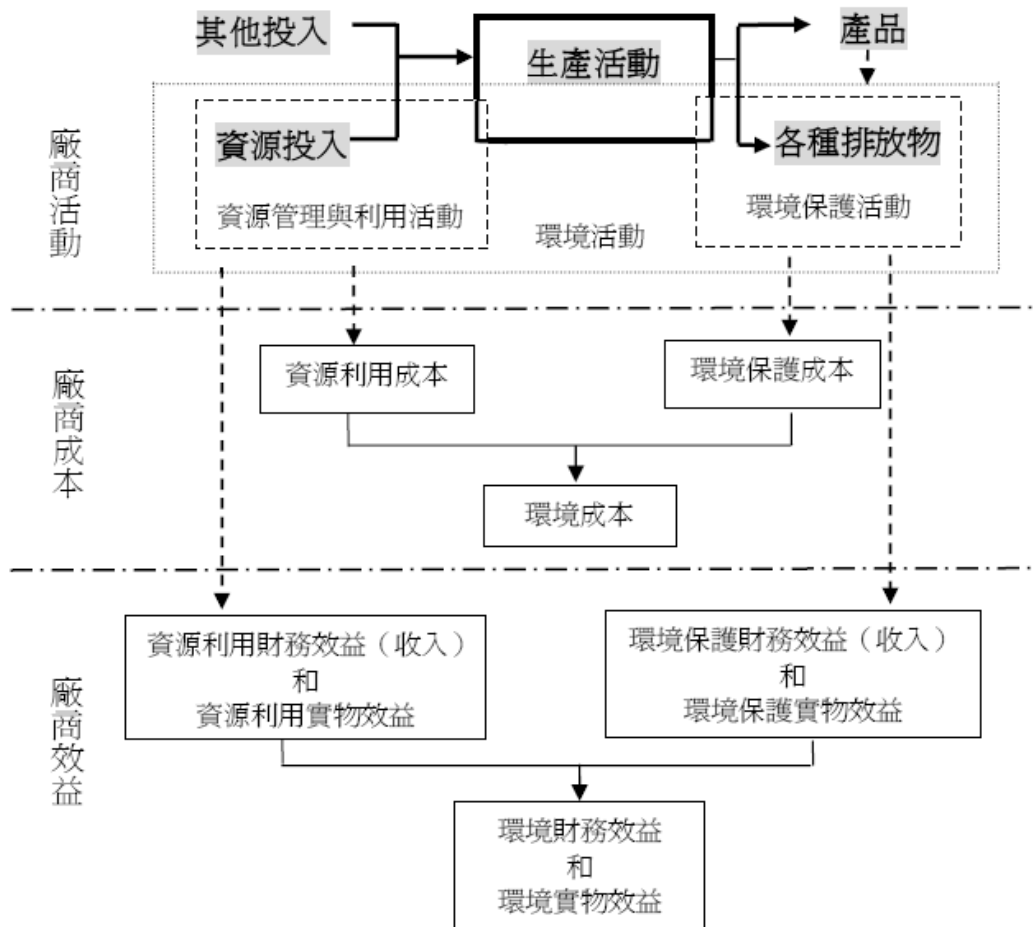 其他投入
生產活動
產品
資源投入
各種排放物
資源管理與利用活動
環境活動
環境保護活動
廠商活動
資源利用成本
環境保護成本
環境成本
廠商成本
資源利用財務效益（收入）
和
資源利用實物效益
環境保護財務效益（收入）
和
環境保護實物效益
廠商效益
環境財務效益
和
環境實物效益